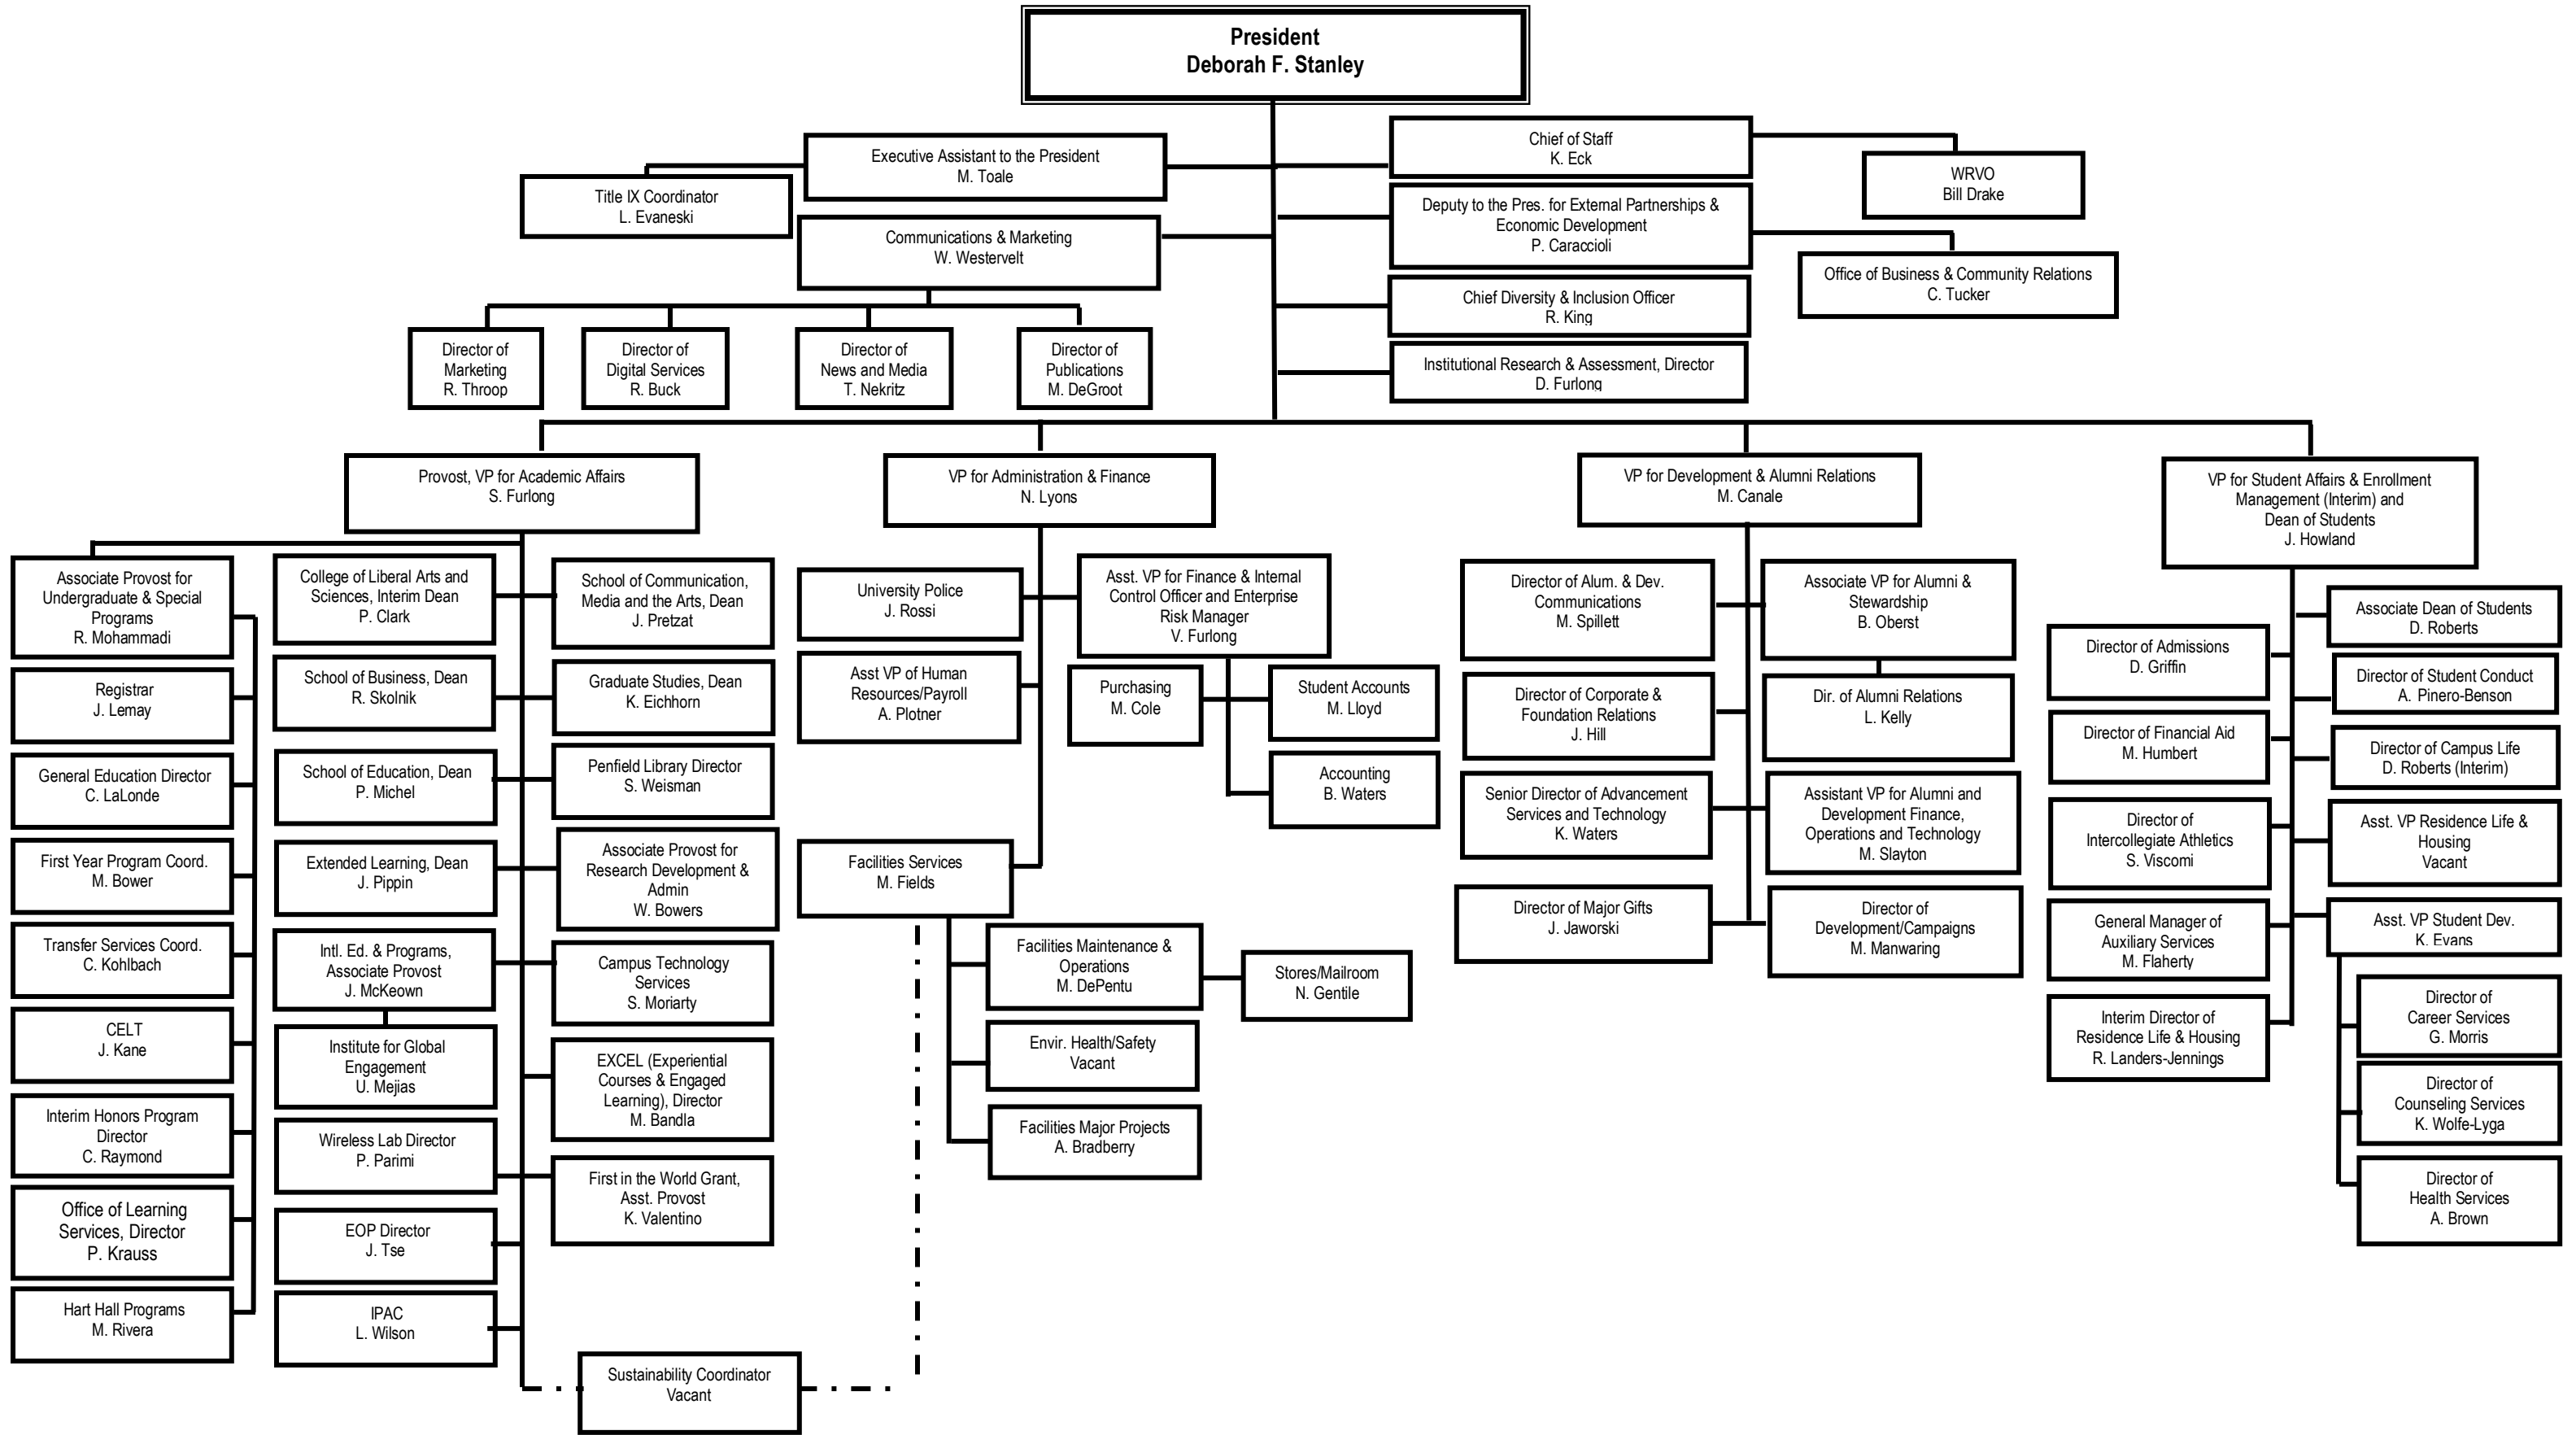 President
Deborah F. Stanley
Executive Assistant to the President
M. Toale
Chief of Staff
K. Eck
Title IX Coordinator
L. Evaneski
WRVO
Bill Drake
Communications & Marketing
W. Westervelt
Deputy to the Pres. for External Partnerships &
Economic Development
P. Caraccioli
Office of Business & Community Relations
C. Tucker
Chief Diversity & Inclusion Officer
R. King
Institutional Research & Assessment, Director
D. Furlong
Director of
Marketing
R. Throop
Director of
Digital Services
R. Buck
Director of
News and Media
T. Nekritz
Director of
Publications
M. DeGroot
Provost, VP for Academic Affairs
S. Furlong
VP for Administration & Finance
N. Lyons
VP for Development & Alumni Relations
M. Canale
VP for Student Affairs & Enrollment
Management (Interim) and
Dean of Students
J. Howland
Associate Provost for
Undergraduate & Special
Programs
R. Mohammadi
Registrar
J. Lemay
General Education Director
C. LaLonde
First Year Program Coord.
M. Bower
Transfer Services Coord.
C. Kohlbach
CELT
J. Kane
Interim Honors Program
Director
C. Raymond
Office of Learning
Services, Director
P. Krauss
Hart Hall Programs
M. Rivera
College of Liberal Arts and
Sciences, Interim Dean
P. Clark
School of Business, Dean
R. Skolnik
School of Education, Dean
P. Michel
Extended Learning, Dean
J. Pippin
Intl. Ed. & Programs,
Associate Provost
J. McKeown
Institute for Global
Engagement
U. Mejias
Wireless Lab Director
P. Parimi
EOP Director
J. Tse
IPAC
L. Wilson
School of Communication,
Media and the Arts, Dean
J. Pretzat
Graduate Studies, Dean
K. Eichhorn
Penfield Library Director
S. Weisman
Associate Provost for
Research Development &
Admin
W. Bowers
Campus Technology
Services
S. Moriarty
EXCEL (Experiential
Courses & Engaged
Learning), Director
M. Bandla
First in the World Grant,
Asst. Provost
K. Valentino
Sustainability Coordinator
Vacant
University Police
J. Rossi
Asst VP of Human
Resources/Payroll
A. Plotner
Asst. VP for Finance & Internal
Control Officer and Enterprise
Risk Manager
V. Furlong
Purchasing
M. Cole
Student Accounts
M. Lloyd
Accounting
B. Waters
Facilities Services
M. Fields
Facilities Maintenance &
Operations
M. DePentu
Stores/Mailroom
N. Gentile
Envir. Health/Safety
Vacant
Facilities Major Projects
A. Bradberry
Director of Alum. & Dev.
Communications
M. Spillett
Director of Corporate &
Foundation Relations
J. Hill
Senior Director of Advancement
Services and Technology
K. Waters
Director of Major Gifts
J. Jaworski
Associate VP for Alumni &
Stewardship
B. Oberst
Dir. of Alumni Relations
L. Kelly
Assistant VP for Alumni and
Development Finance,
Operations and Technology
M. Slayton
Director of
Development/Campaigns
M. Manwaring
Director of Admissions
D. Griffin
Director of Financial Aid
M. Humbert
Director of
Intercollegiate Athletics
S. Viscomi
General Manager of
Auxiliary Services
M. Flaherty
Interim Director of
Residence Life & Housing
R. Landers-Jennings
Associate Dean of Students
D. Roberts
Director of Student Conduct
A. Pinero-Benson
Director of Campus Life
D. Roberts (Interim)
Asst. VP Residence Life &
Housing
Vacant
Asst. VP Student Dev.
K. Evans
Director of
Career Services
G. Morris
Director of
Counseling Services
K. Wolfe-Lyga
Director of
Health Services
A. Brown